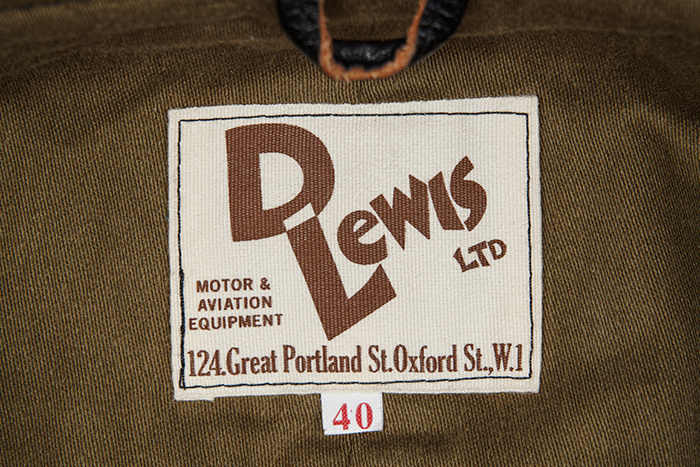 D Lewis
LTD
MOTOR &
AVIATION
EQUIPMENT
124.Great Portland St.Oxford St.,W.1
40